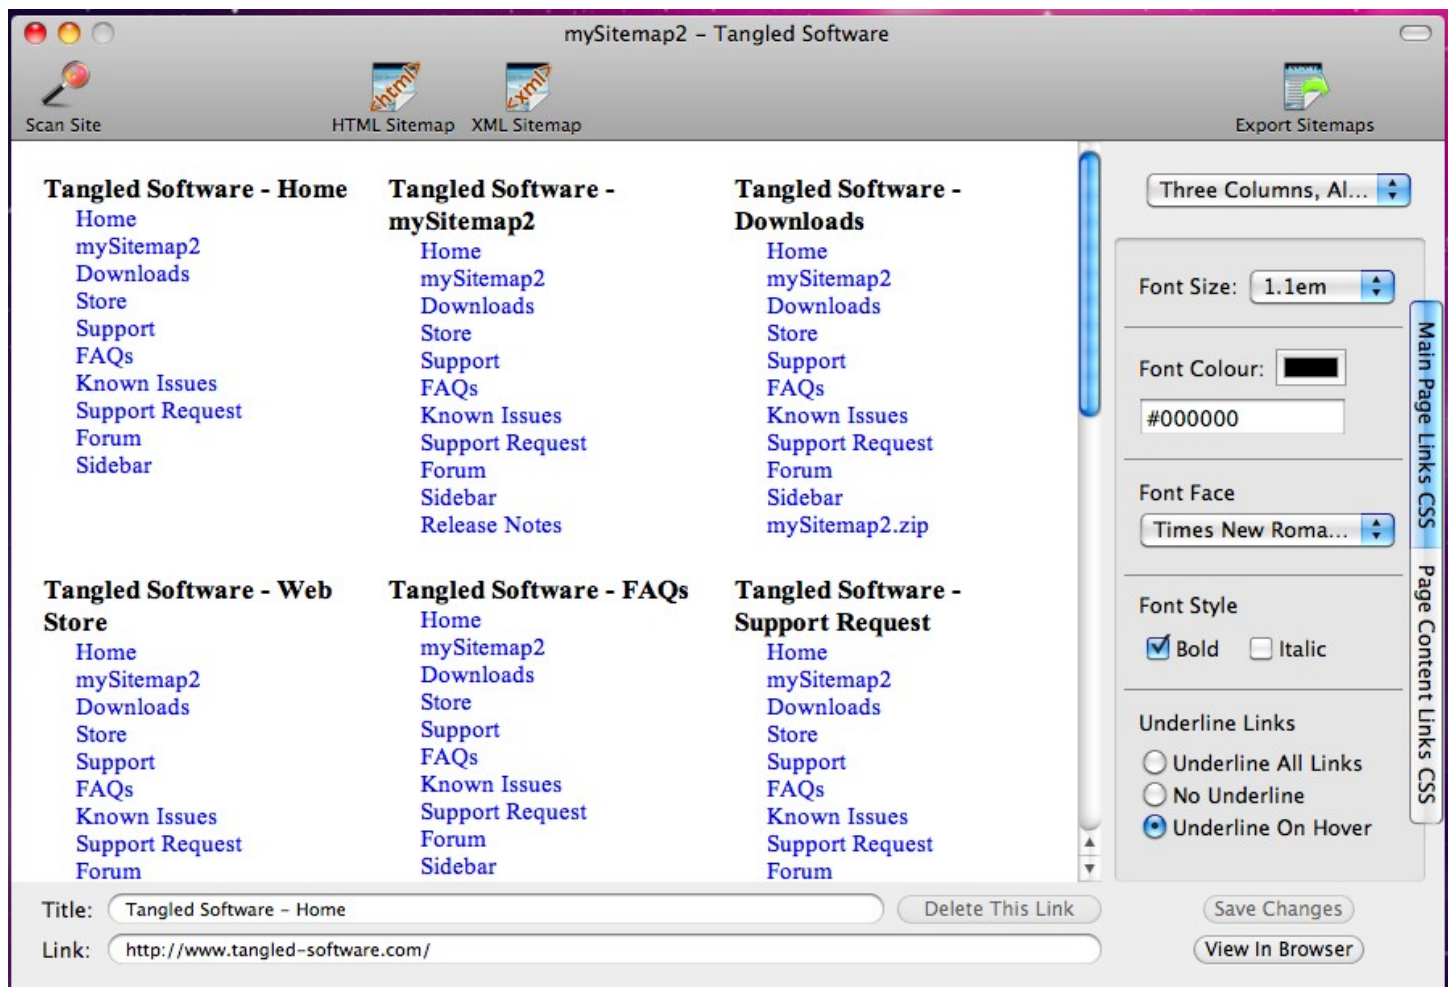 mySitemap2 – Tangled Software
Scan Site
HTML Sitemap
XML Sitemap
Export Sitemaps
Tangled Software - Home
Home
mySitemap2
Downloads
Store
Support
FAQs
Known Issues
Support Request
Forum
Sidebar
Tangled Software -
mySitemap2
Home
mySitemap2
Downloads
Store
Support
FAQs
Known Issues
Support Request
Forum
Sidebar
Release Notes
Tangled Software -
Downloads
Home
mySitemap2
Downloads
Store
Support
FAQs
Known Issues
Support Request
Forum
Sidebar
mySitemap2.zip
Tangled Software - Web
Store
Home
mySitemap2
Downloads
Store
Support
FAQs
Known Issues
Support Request
Forum
Tangled Software - FAQs
Home
mySitemap2
Downloads
Store
Support
FAQs
Known Issues
Support Request
Forum
Sidebar
Tangled Software -
Support Request
Home
mySitemap2
Downloads
Store
Support
FAQs
Known Issues
Support Request
Forum
Three Columns, Al...
Font Size: 1.1em
Font Colour:
#000000
Font Face
Times New Roma...
Font Style
Bold Italic
Underline Links
Underline All Links
No Underline
Underline On Hover
Main Page Links CSS
Page Content Links CSS
Title: Tangled Software – Home
Delete This Link
Save Changes
Link: http://www.tangled-software.com/
View In Browser
<html>
<xml>
EXPORT